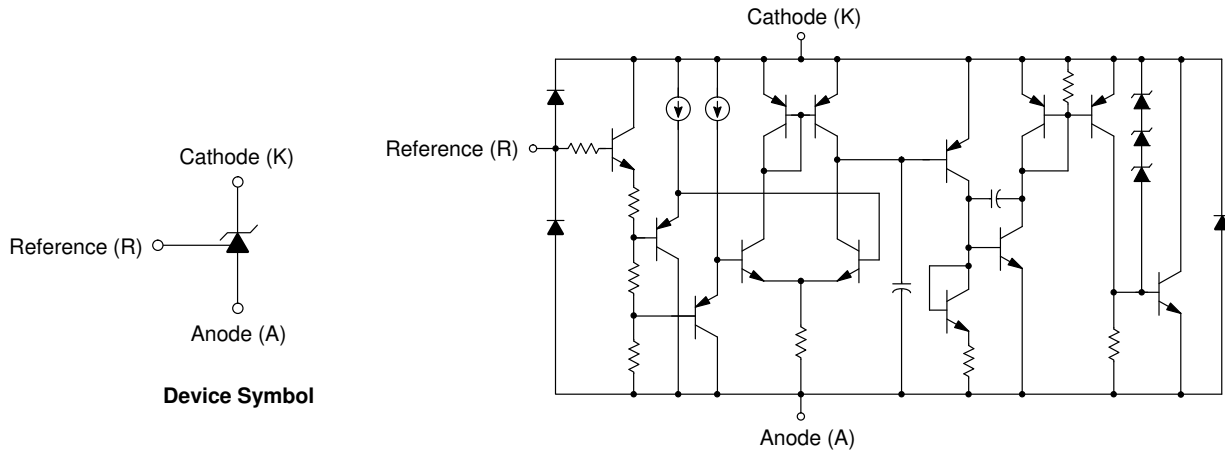 Cathode (K)
Reference (R)
Anode (A)
Device Symbol
Cathode (K)
Reference (R)
Anode (A)